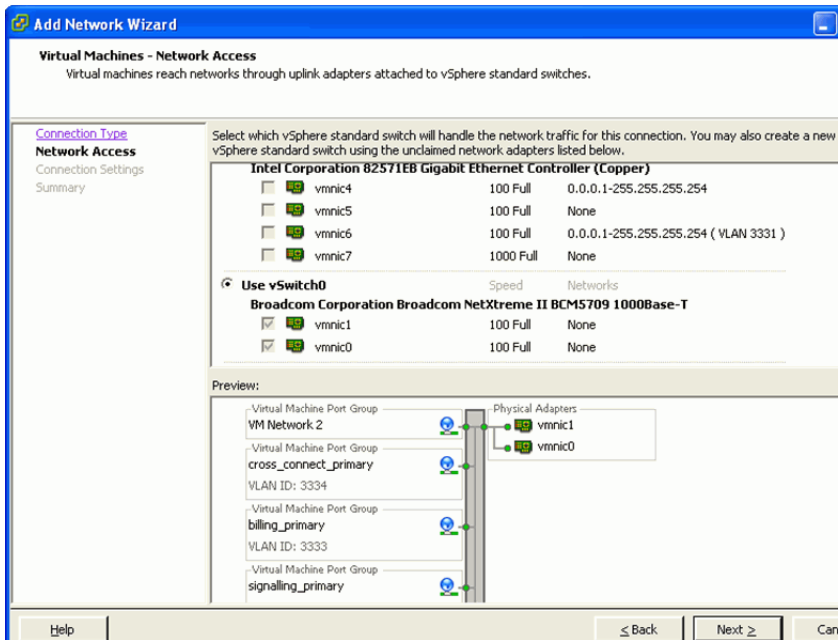 Add Network Wizard
Virtual Machines - Network Access
Virtual machines reach networks through uplink adapters attached to vSphere standard switches.
Connection Type
Network Access
Connection Settings
Summary
Select which vSphere standard switch will handle the network traffic for this connection. You may also create a new
vSphere standard switch using the unclaimed network adapters listed below.
Intel Corporation 82571EB Gigabit Ethernet Controller (Copper)
vmnic4 100 Full 0.0.0.1-255.255.255.254
vmnic5 100 Full None
vmnic6 100 Full 0.0.0.1-255.255.255.254 ( VLAN 3331 )
vmnic7 1000 Full None
Use vSwitch0 Speed Networks
Broadcom Corporation Broadcom NetXtreme II BCM5709 1000Base-T
vmnic1 100 Full None
vmnic0 100 Full None
Preview:
Virtual Machine Port Group
VM Network 2
Physical Adapters
vmnic1
vmnic0
Virtual Machine Port Group
cross_connect_primary
VLAN ID: 3334
Virtual Machine Port Group
billing_primary
VLAN ID: 3333
Virtual Machine Port Group
signalling_primary
Help
≤ Back
Next ≥
Can